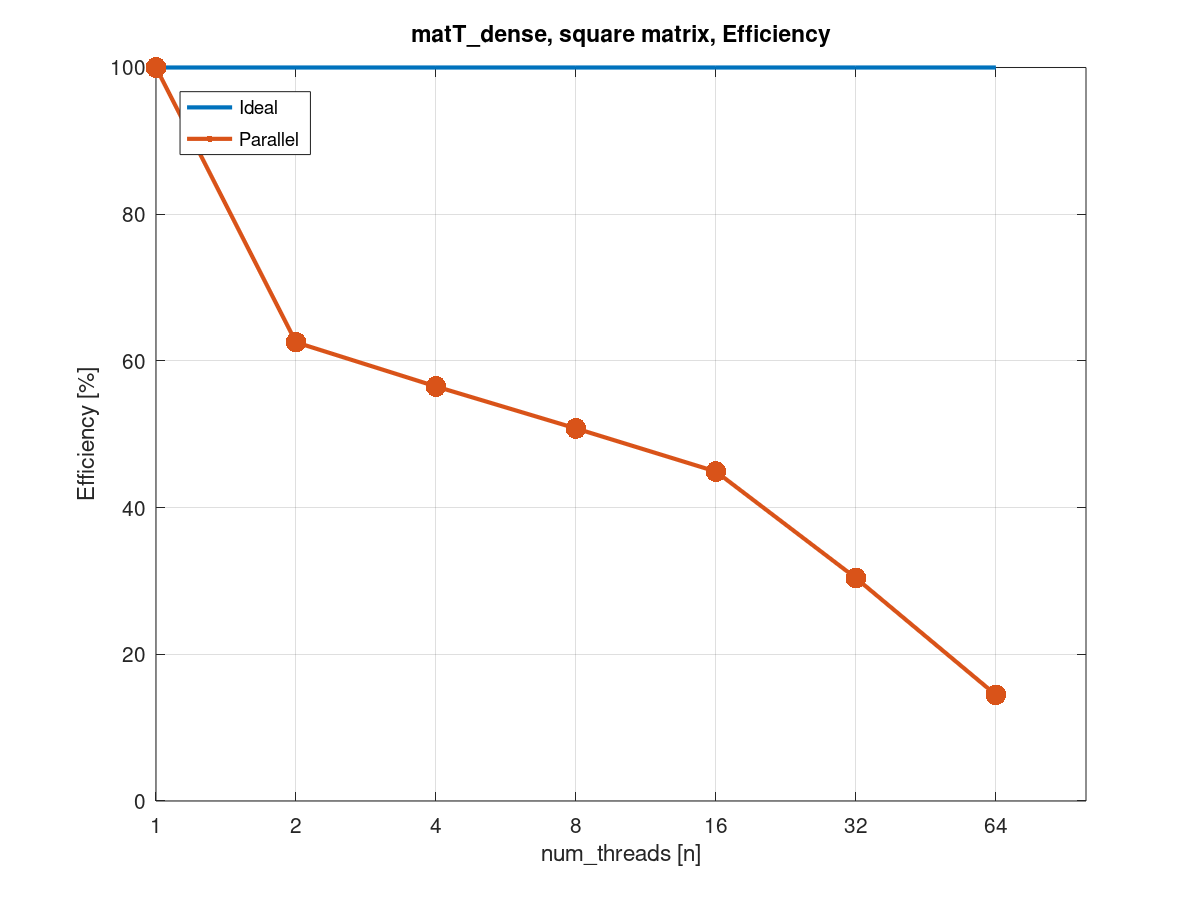 matT_dense, square matrix, Efficiency
100
Ideal
Parallel
80
60
40
20
0
Efficiency [%]
1 2 4 8 16 32 64
num_threads [n]